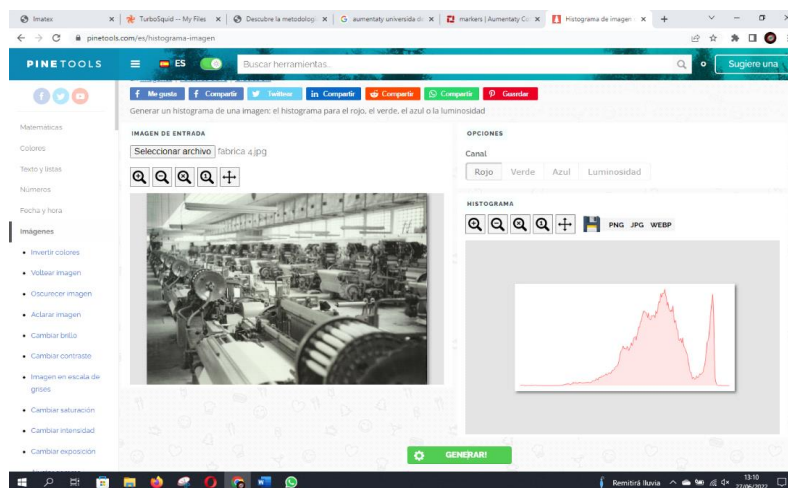 Imatex
TurboSquid — My Files
Descubre la metodologí
aumentaty universida d
markers | Aumentaty Co
Histograma de imagen
pinetools.com/es/histograma-imagen
PINETOOLS
ES
Buscar herramientas...
Sugiere una
Me gusta
Compartir
Twittear
Compartir
Compartir
Compartir
Guardar
Generar un histograma de una imagen: el histograma para el rojo, el verde, el azul o la luminosidad
Matemáticas
Colores
Texto y listas
Números
Fecha y hora
Imágenes
Invertir colores
Voltear imagen
Oscurecer imagen
Aclarar imagen
Cambiar brillo
Cambiar contraste
Imagen en escala de
grises
Cambiar saturación
Cambiar intensidad
Cambiar exposición
IMAGEN DE ENTRADA
Seleccionar archivo fabrica 4.jpg
OPCIONES
Canal
Rojo Verde Azul Luminosidad
HISTOGRAMA
PNG JPG WEBP
GENERAR!
Remitirá lluvia
13:10
27/06/2022